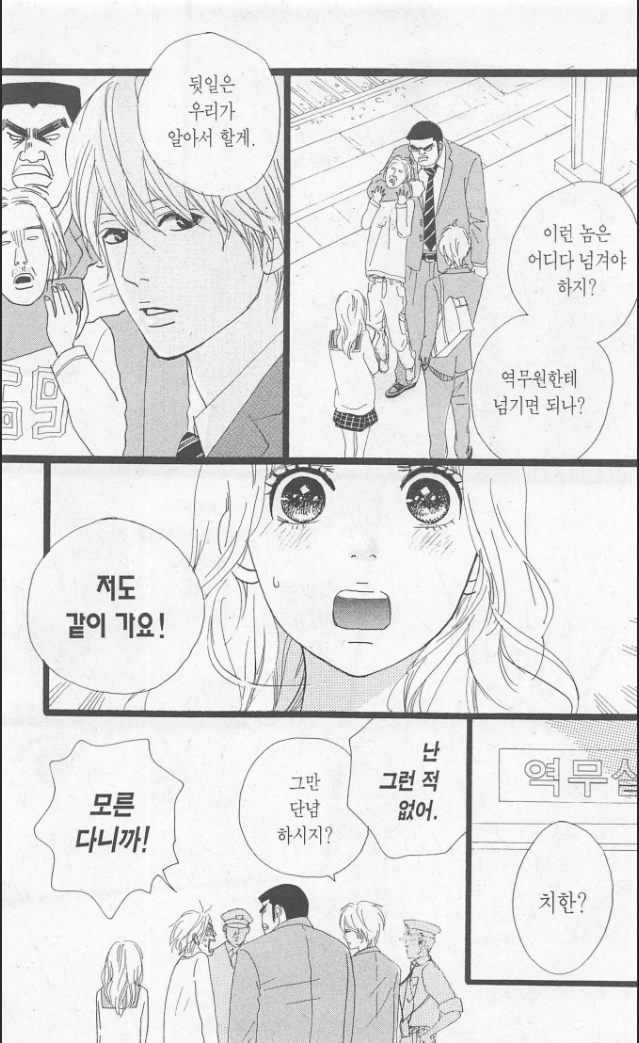 이런 놈은
어디다 넘겨야
하지?
역무원한테
넘기면 되나?
뒷일은
우리가
알아서 할게.
저도
같이 가요!
역무실
치한?
난
그런 적
없어.
그만
단념
하시지?
모른
다니까!